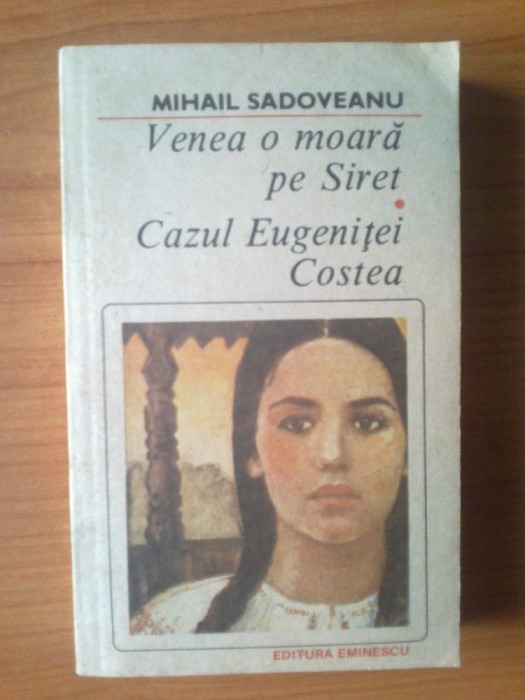 MIHAIL SADOVEANU
Venea o moară
pe Siret
Cazul Eugeniţei
Costea
EDITURA EMINESCU